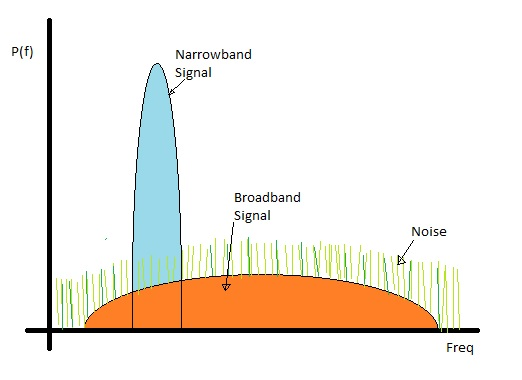 P(f)
Narrowband
Signal
Broadband
Signal
Noise
Freq